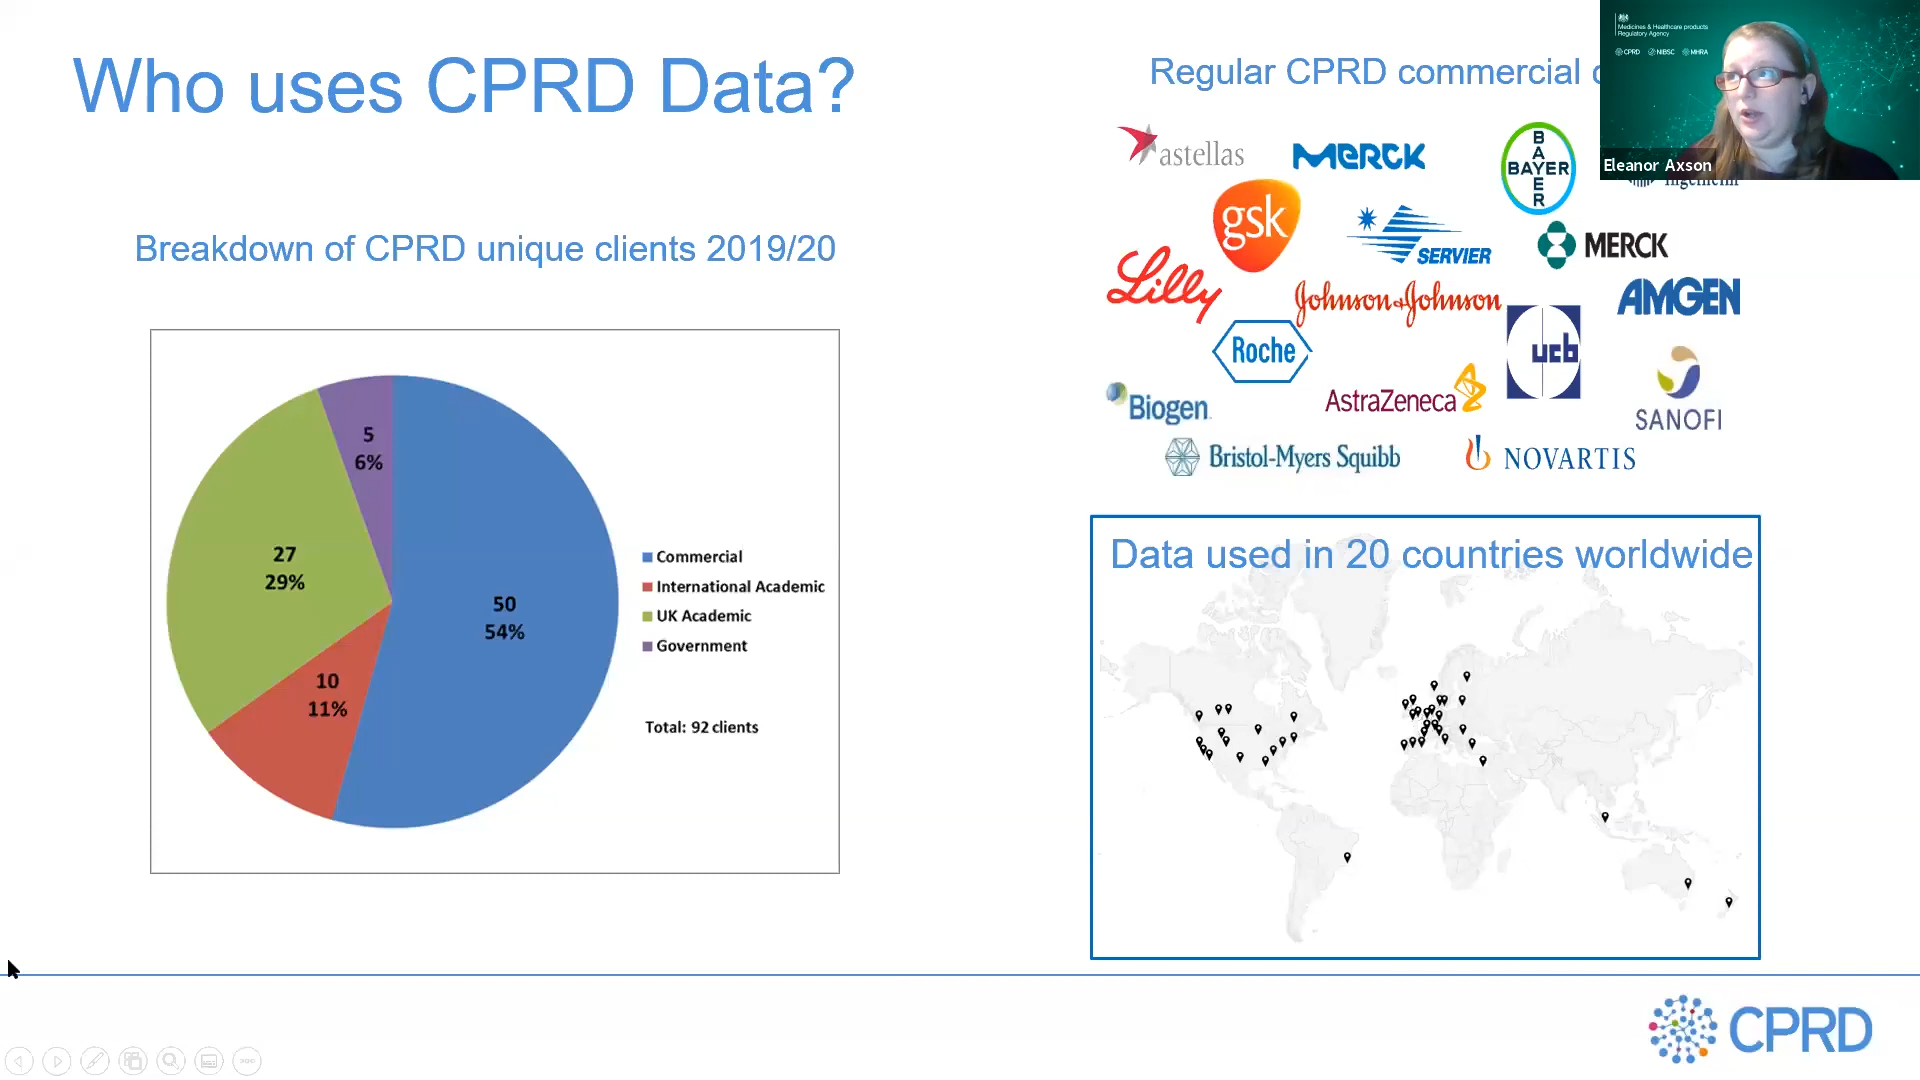 Who uses CPRD Data?
Breakdown of CPRD unique clients 2019/20
5
6%
27
29%
10
11%
50
54%
Commercial
International Academic
UK Academic
Government
Total: 92 clients
Regular CPRD commercial
astellas
MERCK
BAYER
BAYER
gsk
SERVIER
MERCK
Lilly
Johnson & Johnson
AMGEN
Roche
ucb
Biogen
AstraZeneca
SANOFI
Bristol-Myers Squibb
NOVARTIS
Data used in 20 countries worldwide
Medicines & Healthcare products
Regulatory Agency
CPRD NIBSC MHRA
Eleanor Axson
CPRD